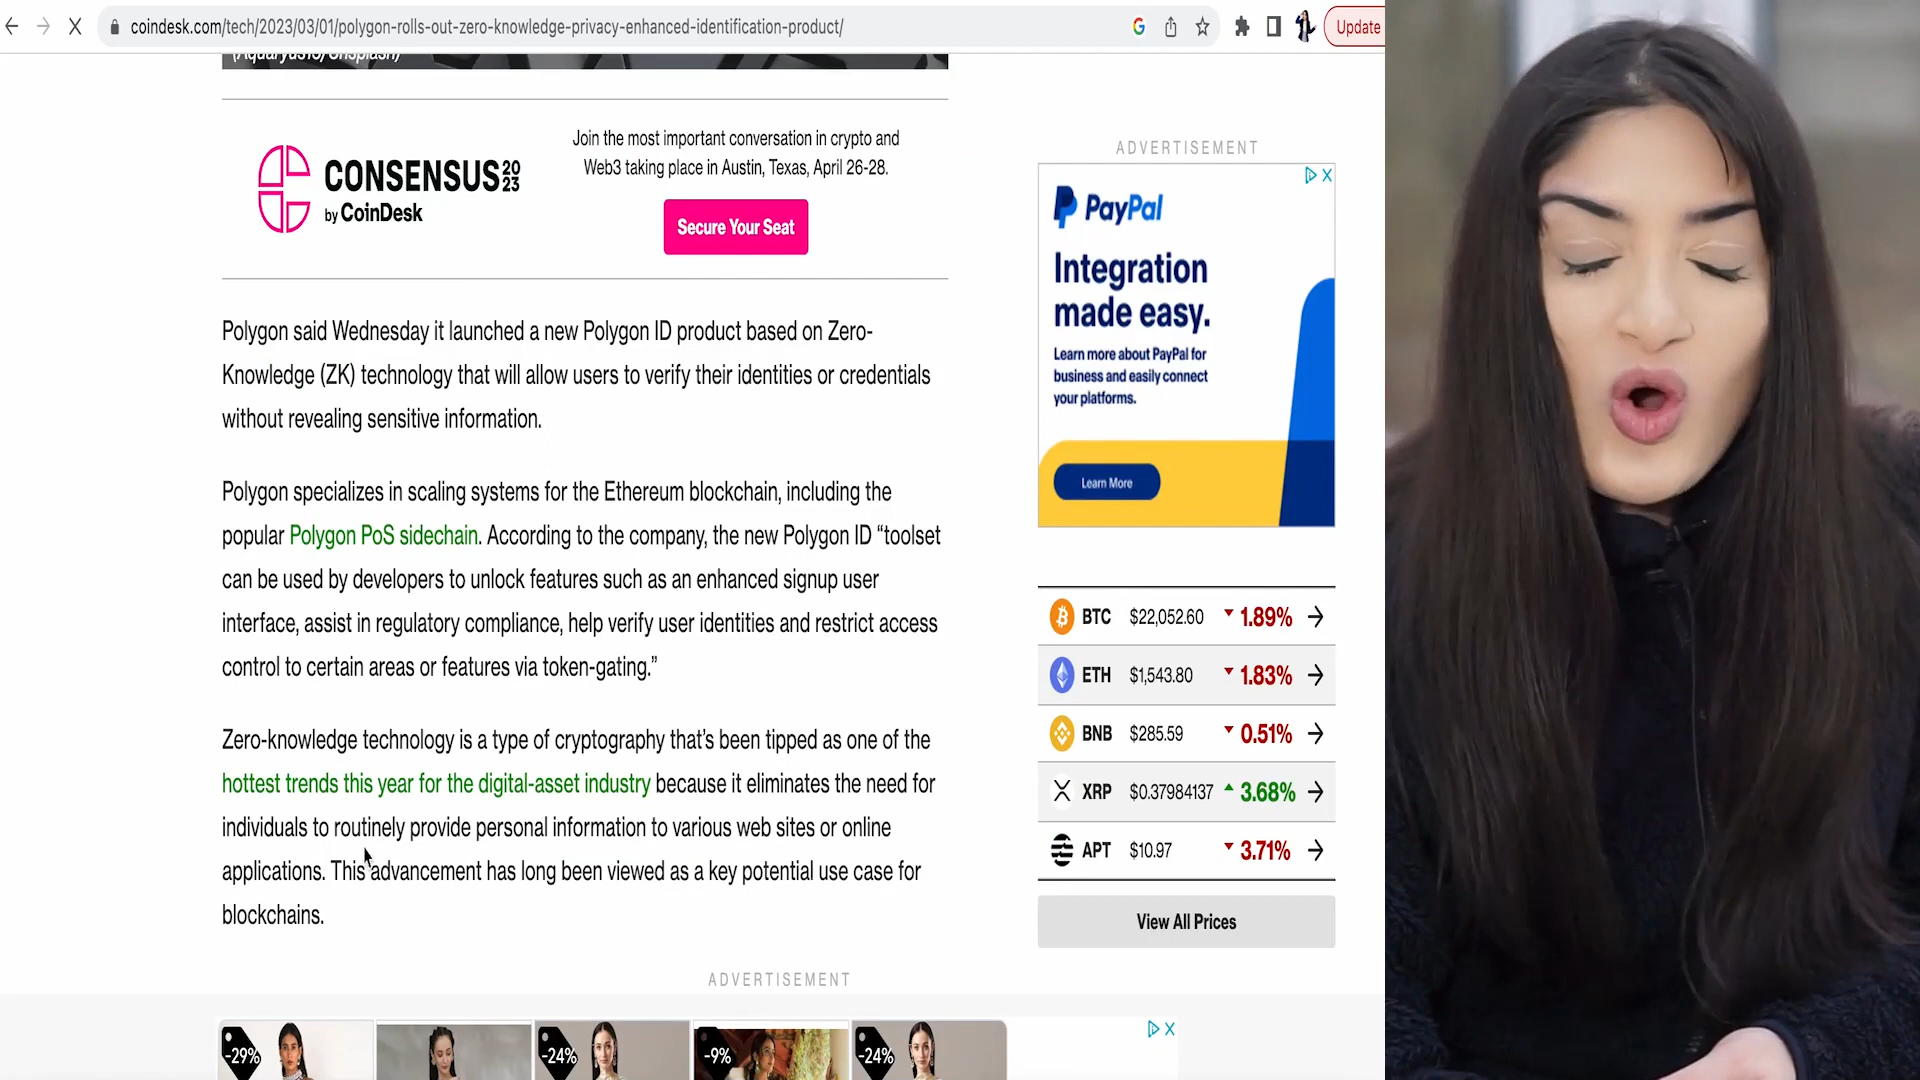 coindesk.com/tech/2023/03/01/polygon-rolls-out-zero-knowledge-privacy-enhanced-identification-product/
Update
CONSENSUS 2023
by CoinDesk
Join the most important conversation in crypto and
Web3 taking place in Austin, Texas, April 26-28.
Secure Your Seat
Polygon said Wednesday it launched a new Polygon ID product based on Zero-
Knowledge (ZK) technology that will allow users to verify their identities or credentials
without revealing sensitive information.
Polygon specializes in scaling systems for the Ethereum blockchain, including the
popular Polygon PoS sidechain. According to the company, the new Polygon ID “toolset
can be used by developers to unlock features such as an enhanced signup user
interface, assist in regulatory compliance, help verify user identities and restrict access
control to certain areas or features via token-gating.”
Zero-knowledge technology is a type of cryptography that’s been tipped as one of the
hottest trends this year for the digital-asset industry because it eliminates the need for
individuals to routinely provide personal information to various web sites or online
applications. This advancement has long been viewed as a key potential use case for
blockchains.
ADVERTISEMENT
-29%
-24%
-9%
-24%
ADVERTISEMENT
PayPal
Integration
made easy.
Learn more about PayPal for
business and easily connect
your platforms.
Learn More
BTC $22,052.60 1.89%
ETH $1,543.80 1.83%
BNB $285.59 0.51%
XRP $0.37984137 3.68%
APT $10.97 3.71%
View All Prices